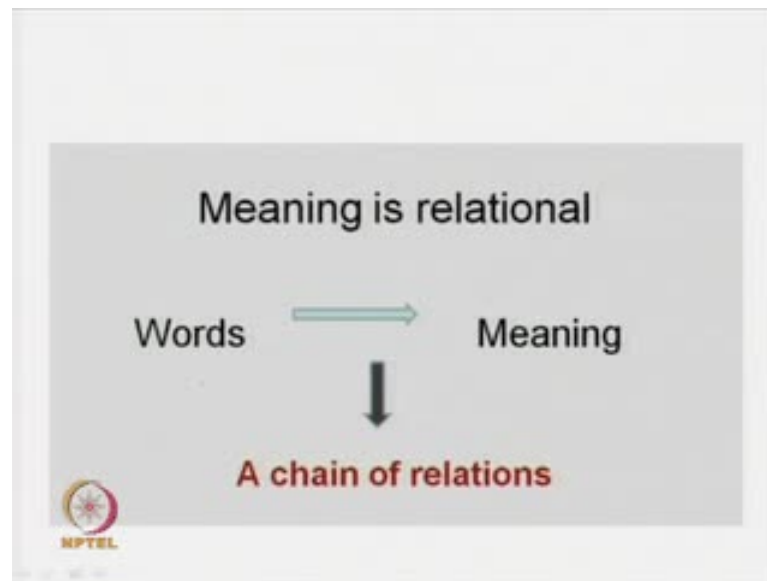 Meaning is relational
Words Meaning
A chain of relations
NPTEL